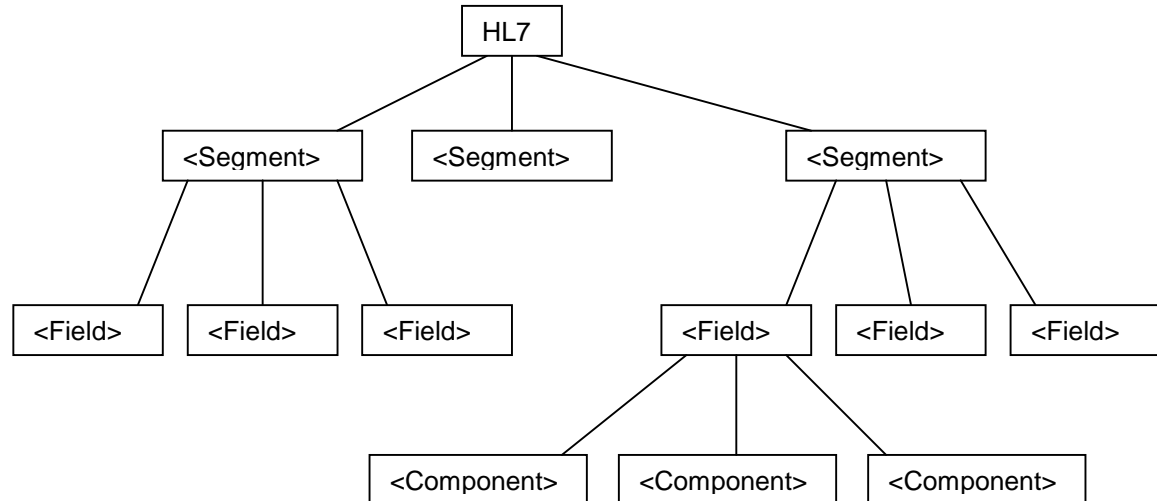 HL7
<Segment> <Segment> <Segment>
<Field> <Field> <Field> <Field> <Field> <Field>
<Component> <Component> <Component>